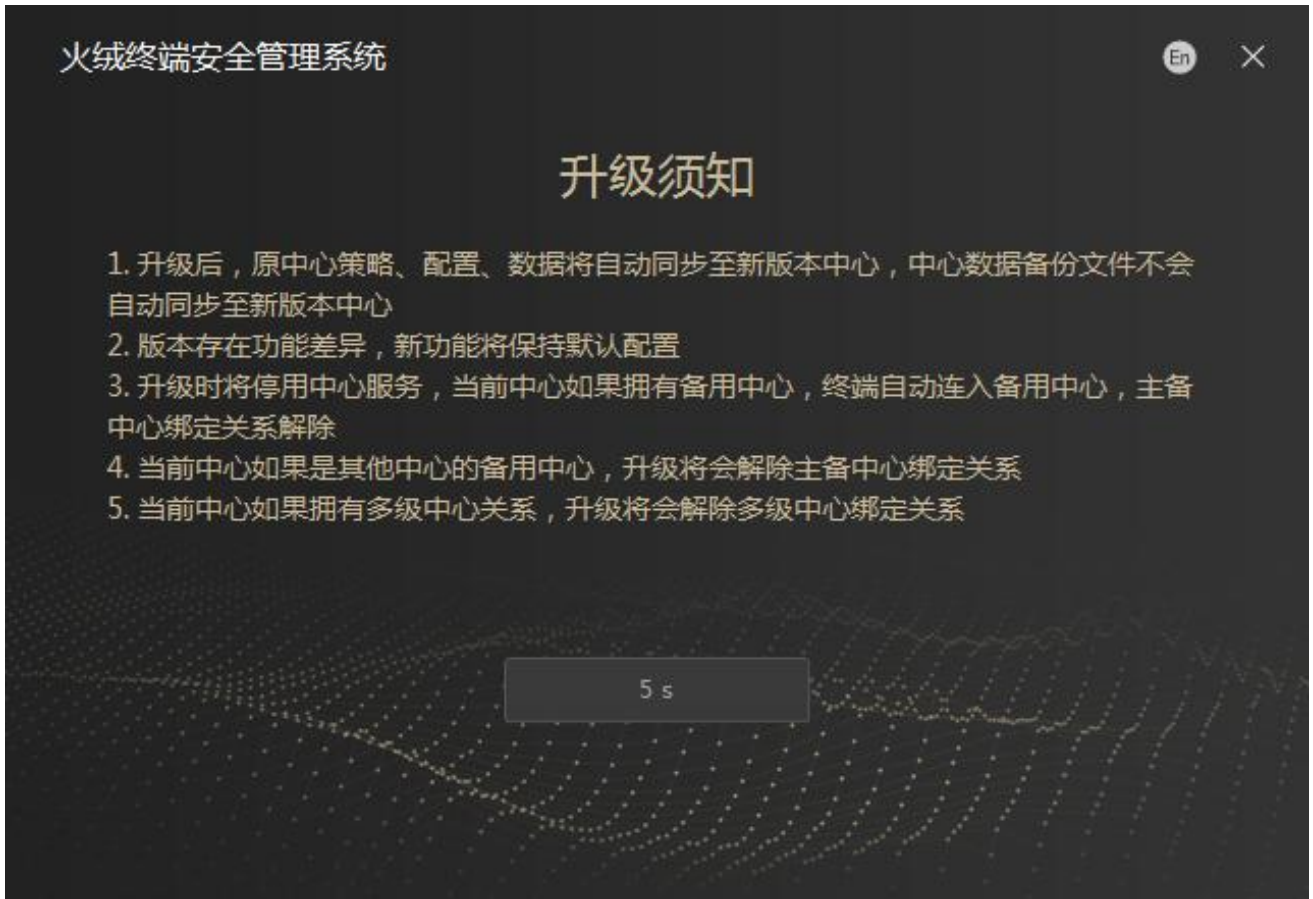 火绒终端安全管理系统
En
升级须知
1. 升级后，原中心策略、配置、数据将自动同步至新版本中心，中心数据备份文件不会
自动同步至新版本中心
2. 版本存在功能差异，新功能将保持默认配置
3. 升级时将停用中心服务，当前中心如果拥有备用中心，终端自动连入备用中心，主备
中心绑定关系解除
4. 当前中心如果是其他中心的备用中心，升级将会解除主备中心绑定关系
5. 当前中心如果拥有多级中心关系，升级将会解除多级中心绑定关系
5 s